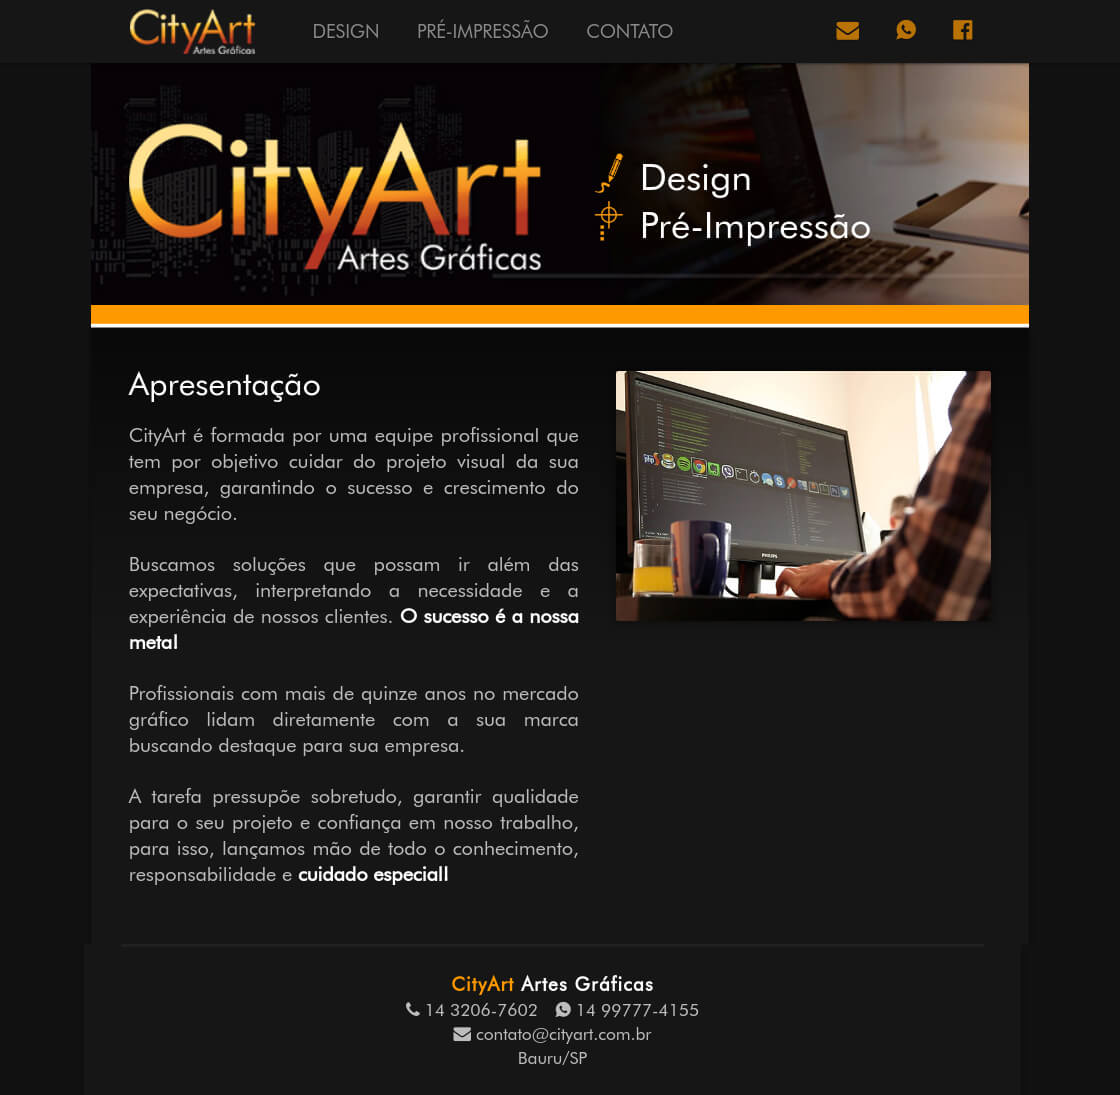 CityArt
Artes Gráficas
DESIGN PRÉ-IMPRESSÃO CONTATO
CityArt
Artes Gráficas
Design
Pré-Impressão
Apresentação
CityArt é formada por uma equipe profissional que
tem por objetivo cuidar do projeto visual da sua
empresa, garantindo o sucesso e crescimento do
seu negócio.
Buscamos soluções que possam ir além das
expectativas, interpretando a necessidade e a
experiência de nossos clientes. O sucesso é a nossa
meta!
Profissionais com mais de quinze anos no mercado
gráfico lidam diretamente com a sua marca
buscando destaque para sua empresa.
A tarefa pressupõe sobretudo, garantir qualidade
para o seu projeto e confiança em nosso trabalho,
para isso, lançamos mão de todo o conhecimento,
responsabilidade e cuidado especial!
php
PHILIPS
CityArt Artes Gráficas
14 3206-7602 14 99777-4155
contato@cityart.com.br
Bauru/SP